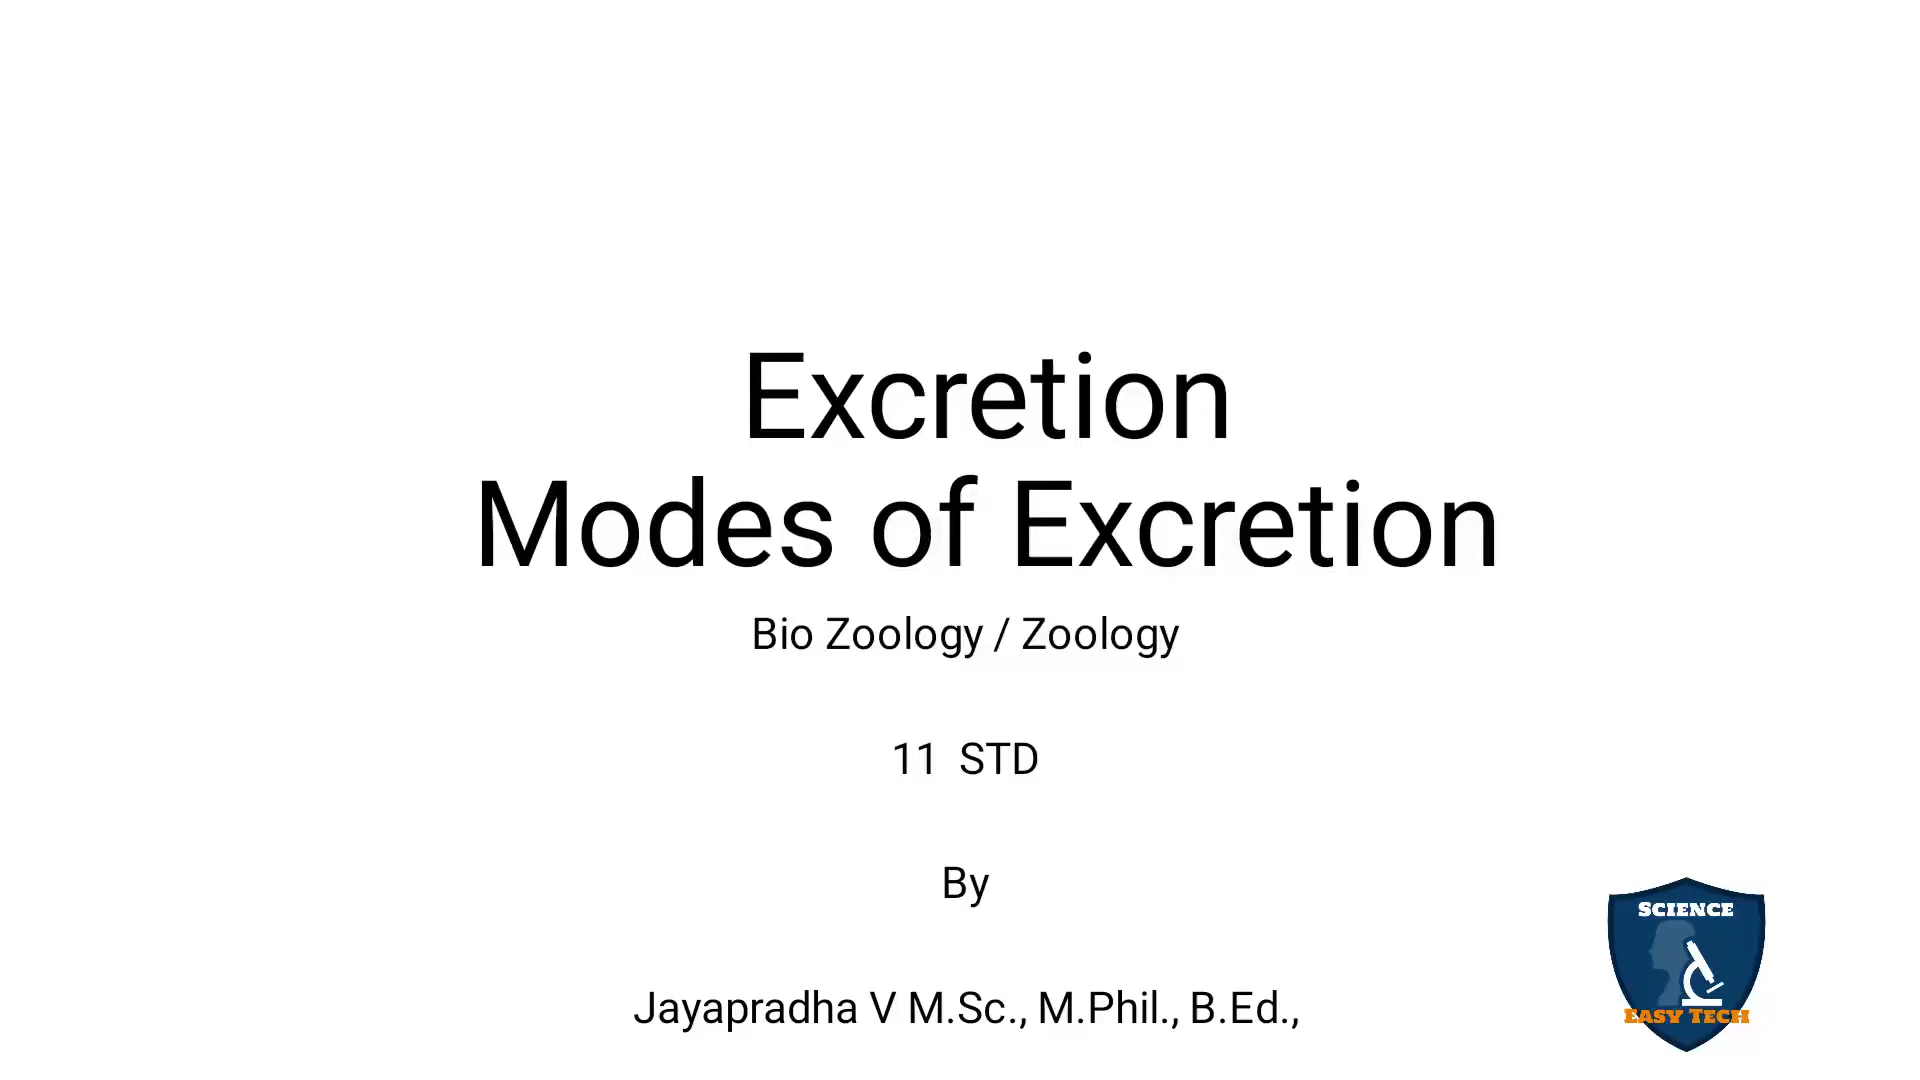 Excretion
Modes of Excretion
Bio Zoology / Zoology
11 STD
By
Jayapradha V M.Sc., M.Phil., B.Ed.,
SCIENCE
EASY TECH